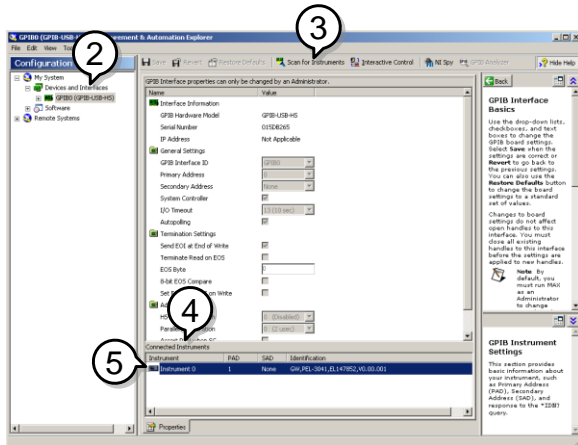 GPIB0 (GPIB-USB-HS)
ement & Automation Explorer
File Edit View
3
2
Configuration
Save Revert Restore Defaults Scan for Instruments Interactive Control NI Spy GPIB Analyzer Hide Help
My System
Devices and Interfaces
GPIB0 (GPIB-USB-HS)
Software
Remote Systems
GPIB Interface properties can only be changed by an Administrator.
Name Value
Interface Information
GPIB Hardware Model GPIB-USB-HS
Serial Number 015DB265
IP Address Not Applicable
General Settings
GPIB Interface ID GPIB0
Primary Address 0
Secondary Address None
System Controller
I/O Timeout 13 (10 sec)
Autopolling
Termination Settings
Send EOI at End of Write
Terminate Read on EOS
EOS Byte 0
8-bit EOS Compare
on Write
4
0 (Disabled)
Connected Instruments
5
Instrument PAD SAD Identification
Instrument 0 1 None GW,PEL-3041,EL147852,V0.00.001
Properties
Back
GPIB Interface
Basics
Use the drop-down lists,
checkboxes, and text
boxes to change the
GPIB board settings.
Select Save when the
settings are correct or
Revert to go back to
the previous settings.
You can also use the
Restore Defaults button
to change the board
settings to a standard
set of values.
Changes to board
settings do not affect
open handles to this
interface. You must
close all existing
handles to this interface
before the settings are
applied to new handles.
Note By
default, you
must run MAX
as an
Administrator
to change
GPIB Instrument
Settings
This section provides
basic information about
your instrument, such
as Primary Address
(PAD), Secondary
Address (SAD), and
response to the *IDN?
query.